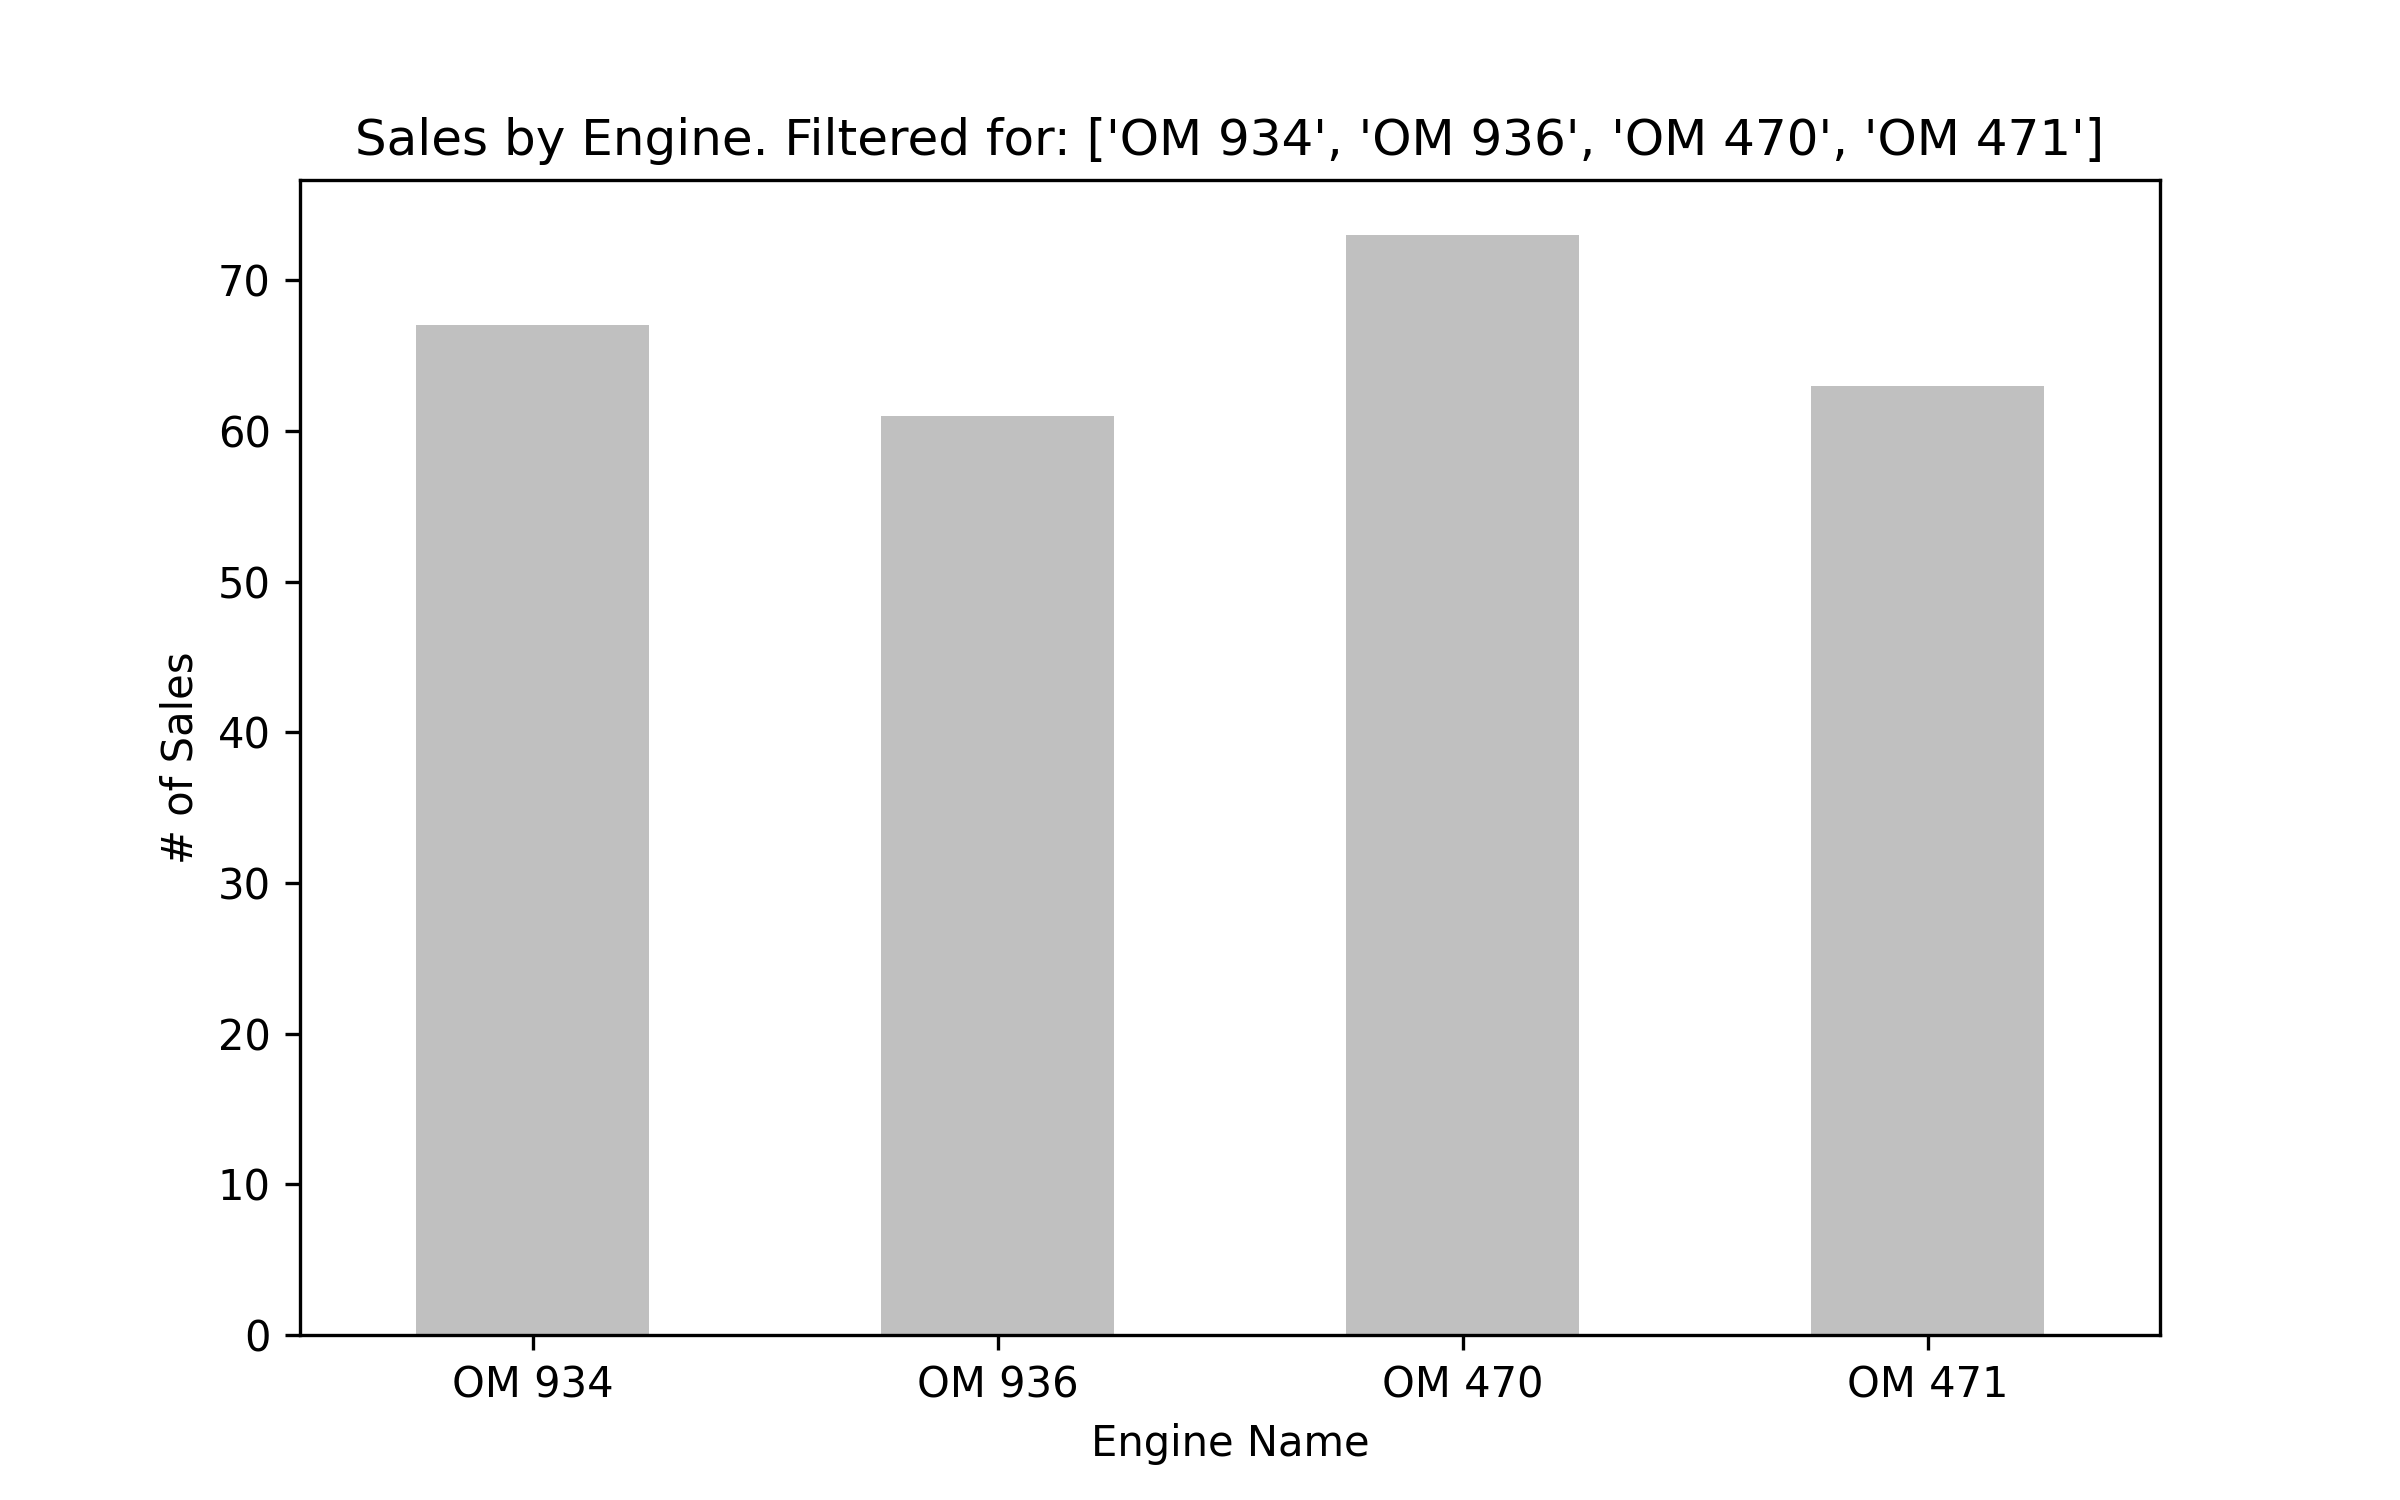 Sales by Engine. Filtered for: ['OM 934', 'OM 936', 'OM 470', 'OM 471']
# of Sales
70
60
50
40
30
20
10
0
OM 934 OM 936 OM 470 OM 471
Engine Name